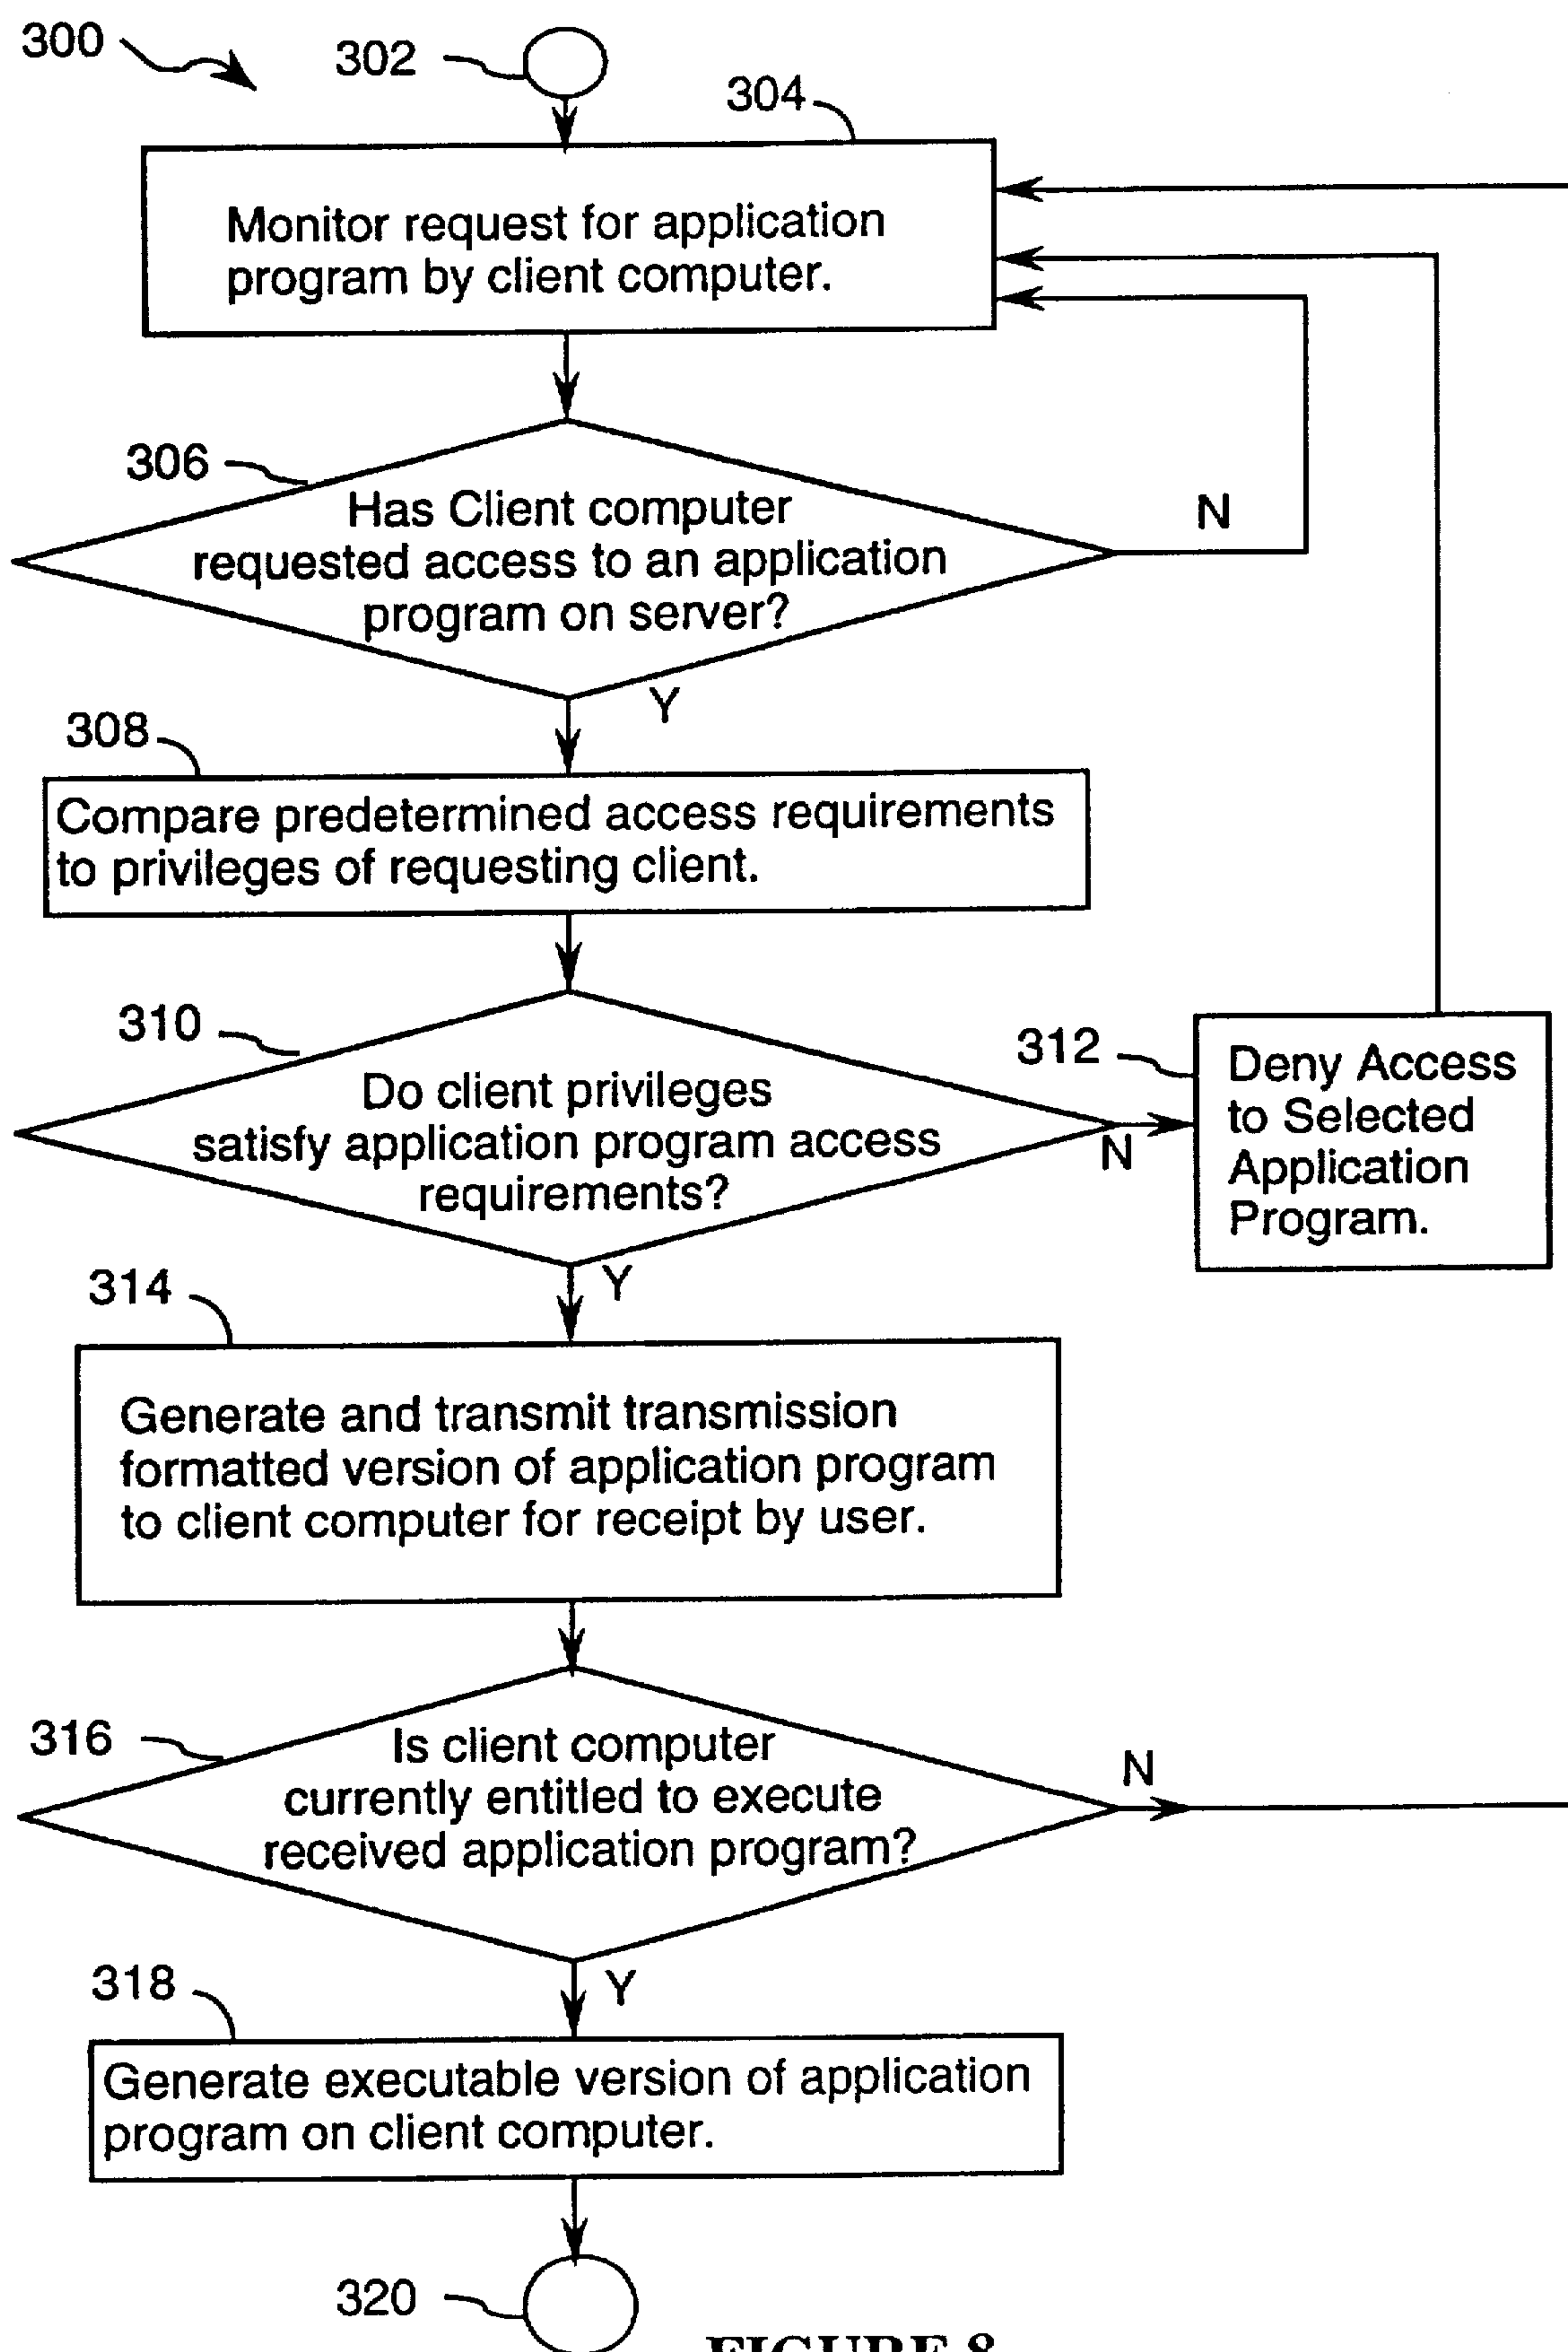 300
302
304
Monitor request for application
program by client computer.
306
Has Client computer
requested access to an application
program on server?
N
Y
308
Compare predetermined access requirements
to privileges of requesting client.
310
Do client privileges
satisfy application program access
requirements?
N
312
Deny Access
to Selected
Application
Program.
Y
314
Generate and transmit transmission
formatted version of application program
to client computer for receipt by user.
316
Is client computer
currently entitled to execute
received application program?
N
Y
318
Generate executable version of application
program on client computer.
320
FIGURE 8